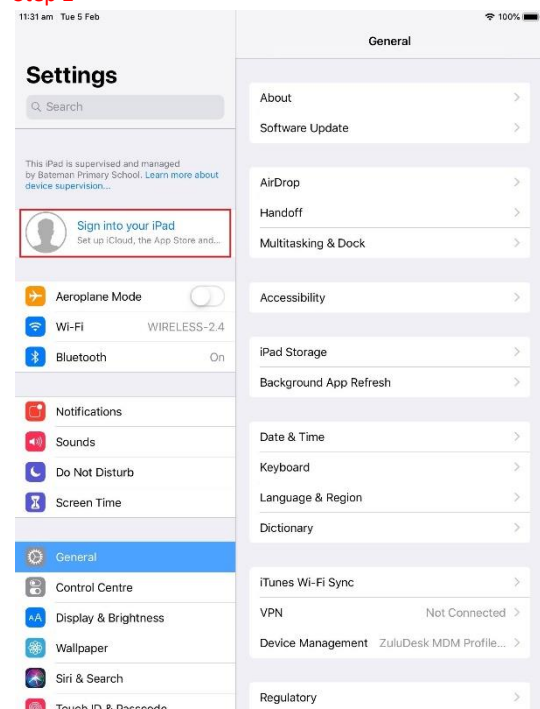 11:31 am Tue 5 Feb
100%
Settings
Search
This iPad is supervised and managed
by Bateman Primary School. Learn more about
device supervision...
Sign into your iPad
Set up iCloud, the App Store and...
Aeroplane Mode
Wi-Fi WIRELESS-2.4
Bluetooth On
Notifications
Sounds
Do Not Disturb
Screen Time
General
Control Centre
Display & Brightness
Wallpaper
Siri & Search
Touch ID & Passcode
General
About
Software Update
AirDrop
Handoff
Multitasking & Dock
Accessibility
iPad Storage
Background App Refresh
Date & Time
Keyboard
Language & Region
Dictionary
iTunes Wi-Fi Sync
VPN Not Connected
Device Management ZuluDesk MDM Profile...
Regulatory